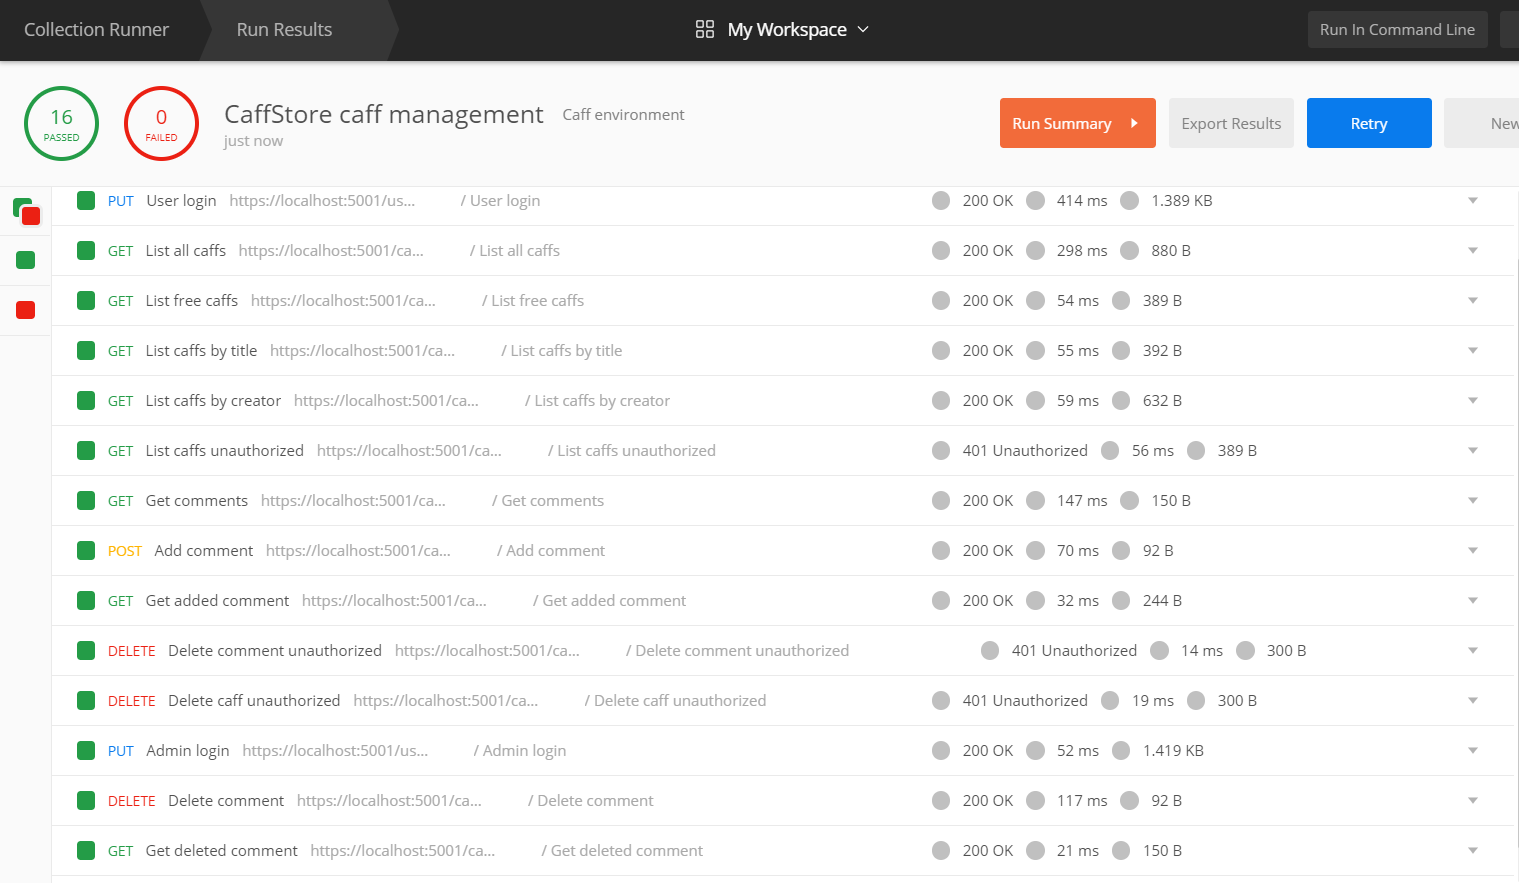 Collection Runner Run Results My Workspace Run In Command Line
16 PASSED 0 FAILED CaffStore caff management Caff environment Run Summary Export Results Retry New
just now
PUT User login https://localhost:5001/us... / User login 200 OK 414 ms 1.389 KB
GET List all caffs https://localhost:5001/ca... / List all caffs 200 OK 298 ms 880 B
GET List free caffs https://localhost:5001/ca... / List free caffs 200 OK 54 ms 389 B
GET List caffs by title https://localhost:5001/ca... / List caffs by title 200 OK 55 ms 392 B
GET List caffs by creator https://localhost:5001/ca... / List caffs by creator 200 OK 59 ms 632 B
GET List caffs unauthorized https://localhost:5001/ca... / List caffs unauthorized 401 Unauthorized 56 ms 389 B
GET Get comments https://localhost:5001/ca... / Get comments 200 OK 147 ms 150 B
POST Add comment https://localhost:5001/ca... / Add comment 200 OK 70 ms 92 B
GET Get added comment https://localhost:5001/ca... / Get added comment 200 OK 32 ms 244 B
DELETE Delete comment unauthorized https://localhost:5001/ca... / Delete comment unauthorized 401 Unauthorized 14 ms 300 B
DELETE Delete caff unauthorized https://localhost:5001/ca... / Delete caff unauthorized 401 Unauthorized 19 ms 300 B
PUT Admin login https://localhost:5001/us... / Admin login 200 OK 52 ms 1.419 KB
DELETE Delete comment https://localhost:5001/ca... / Delete comment 200 OK 117 ms 92 B
GET Get deleted comment https://localhost:5001/ca... / Get deleted comment 200 OK 21 ms 150 B